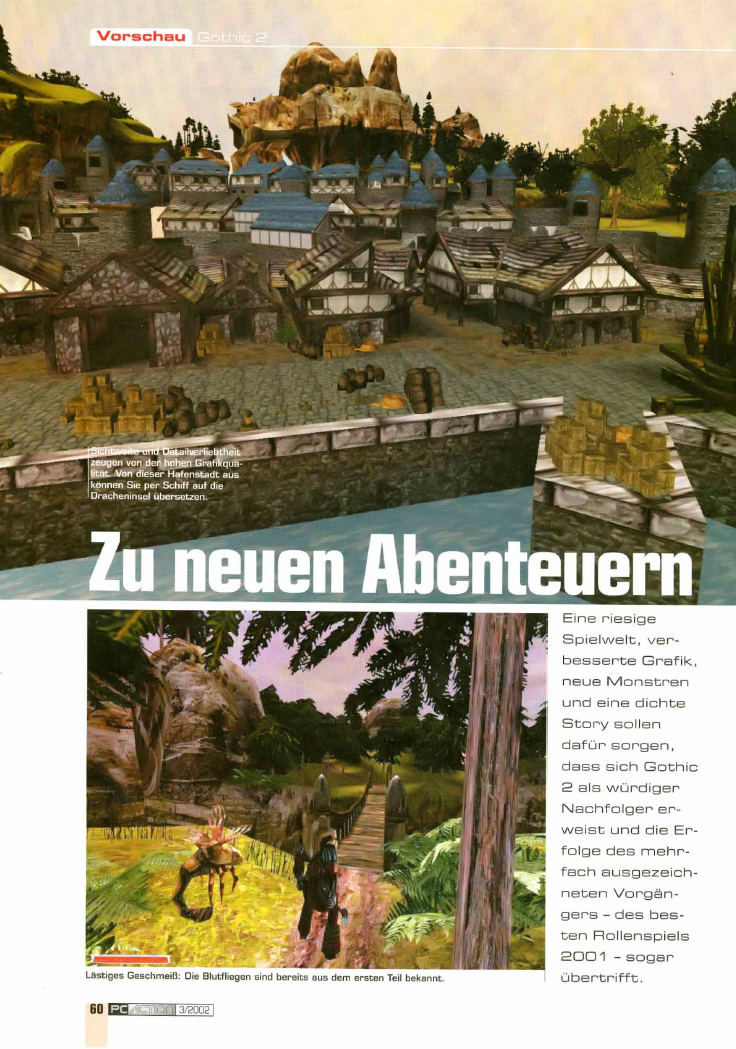 Vorschau Gothic 2
Sichtweite und Detailverliebtheit
zeugen von der hohen Grafikqua-
lität. Von dieser Hafenstadt aus
können Sie per Schiff auf die
Dracheninsel übersetzen.
Zu neuen Abenteuern
Eine riesige
Spielwelt, ver-
besserte Grafik,
neue Monstren
und eine dichte
Story sollen
dafür sorgen,
dass sich Gothic
2 als würdiger
Nachfolger er-
weist und die Er-
folge des mehr-
fach ausgezeich-
neten Vorgän-
gers – des bes-
ten Rollenspiels
2001 – sogar
übertrifft.
Lästiges Geschmeiß: Die Blutfliegen sind bereits aus dem ersten Teil bekannt.
60 PC ACTION 3/2002